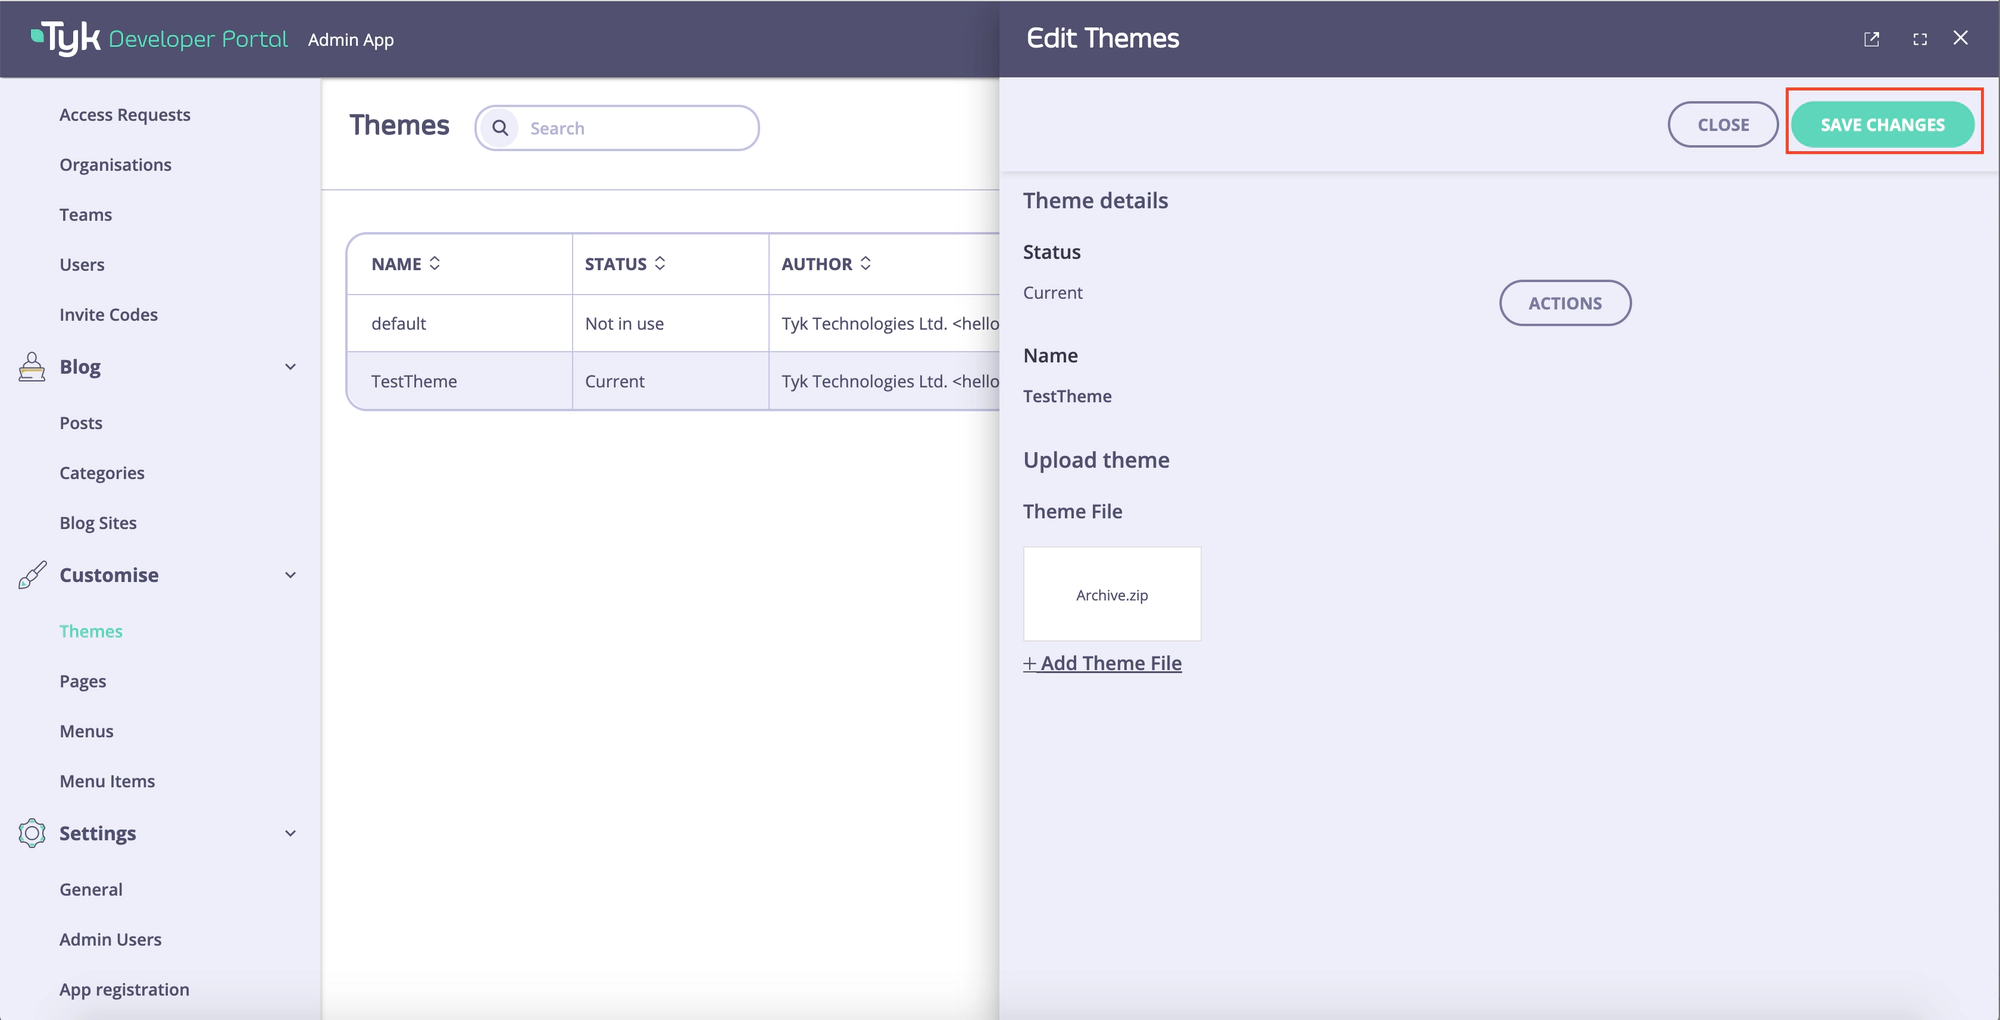 Tyk Developer Portal Admin App
Access Requests
Organisations
Teams
Users
Invite Codes
Blog
Posts
Categories
Blog Sites
Customise
Themes
Pages
Menus
Menu Items
Settings
General
Admin Users
App registration
Themes
Search
NAME STATUS AUTHOR
default Not in use Tyk Technologies Ltd. <hello
TestTheme Current Tyk Technologies Ltd. <hello
Edit Themes
CLOSE SAVE CHANGES
Theme details
Status
Current
ACTIONS
Name
TestTheme
Upload theme
Theme File
Archive.zip
+ Add Theme File